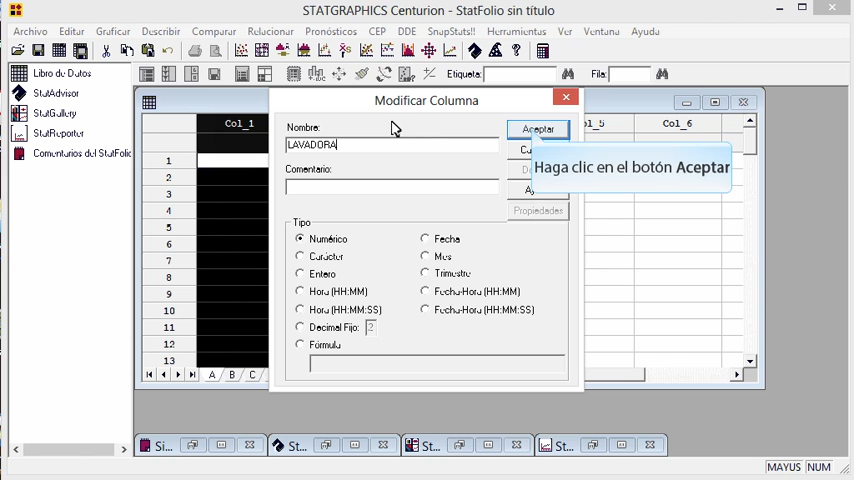 STATGRAPHICS Centurion - StatFolio sin título
Archivo Editar Graficar Describir Comparar Relacionar Pronósticos CEP DDE SnapStats!! Herramientas Ver Ventana Ayuda
Etiqueta: Fila:
Libro de Datos
StatAdvisor
StatGallery
StatReporter
Comentarios del StatFolio
Modificar Columna
Nombre:
LAVADORA
Comentario:
Aceptar
Haga clic en el botón Aceptar
Propiedades
Tipo
Numérico Fecha
Carácter Mes
Entero Trimestre
Hora (HH:MM) Fecha-Hora (HH:MM)
Hora (HH:MM:SS) Fecha-Hora (HH:MM:SS)
Decimal Fijo: 2
Fórmula
Col_1 Col_6
1
2
3
4
5
6
7
8
9
10
11
12
13
A B C
Si... St... St... St...
MAYUS NUM